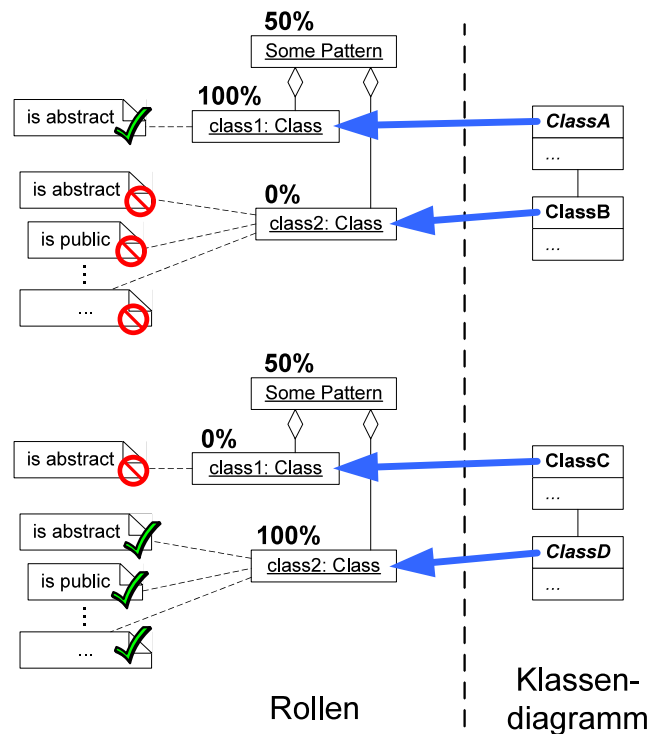 50%
Some Pattern
100%
is abstract
class1: Class
ClassA
...
is abstract
0%
ClassB
is public
class2: Class
...
...
50%
Some Pattern
0%
is abstract
class1: Class
ClassC
...
is abstract
100%
ClassD
is public
class2: Class
...
...
Rollen
Klassen-
diagramm